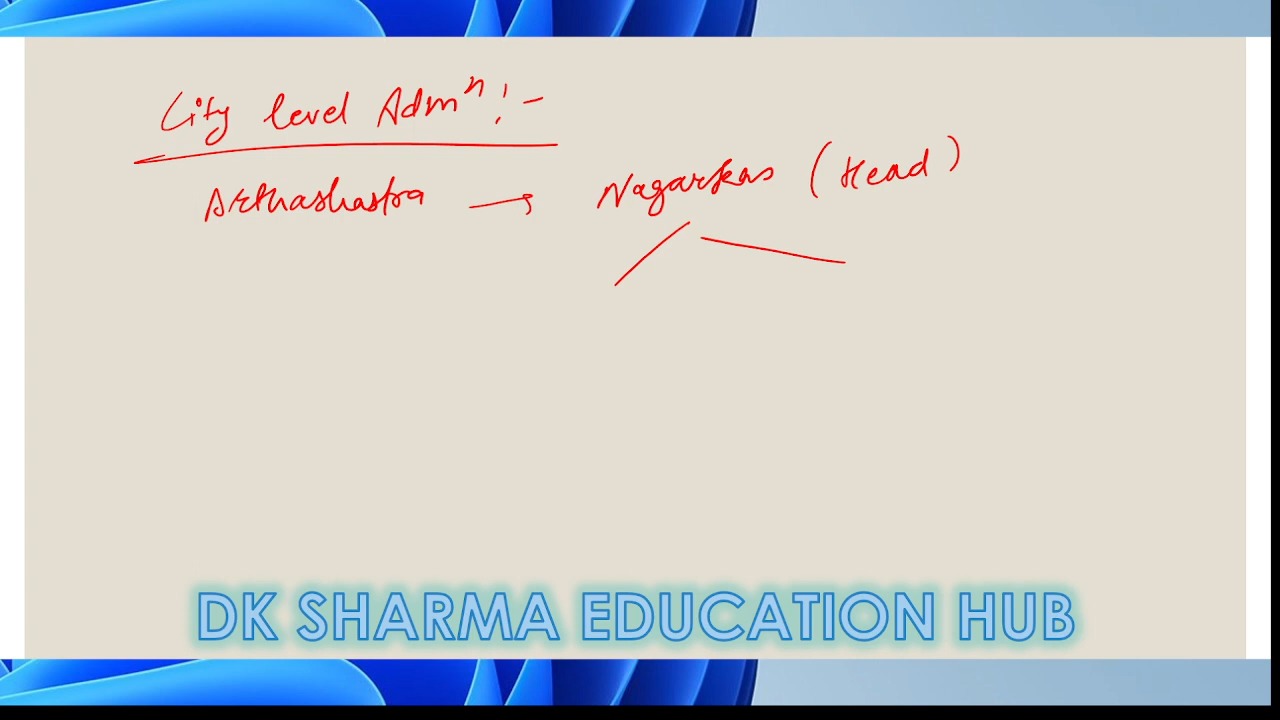 City level Admⁿ:-
Arthashastra → Nagarkas (Head)
DK SHARMA EDUCATION HUB